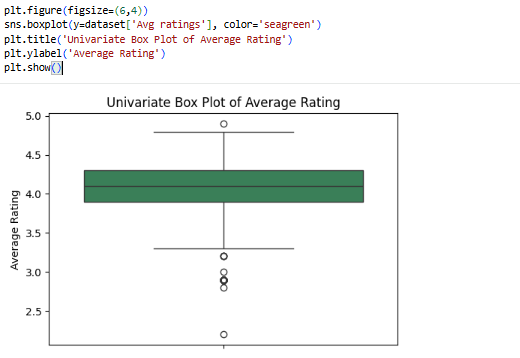 plt.figure(figsize=(6,4))
sns.boxplot(y=dataset['Avg ratings'], color='seagreen')
plt.title('Univariate Box Plot of Average Rating')
plt.ylabel('Average Rating')
plt.show()
Univariate Box Plot of Average Rating
5.0
4.5
4.0
3.5
3.0
2.5
Average Rating